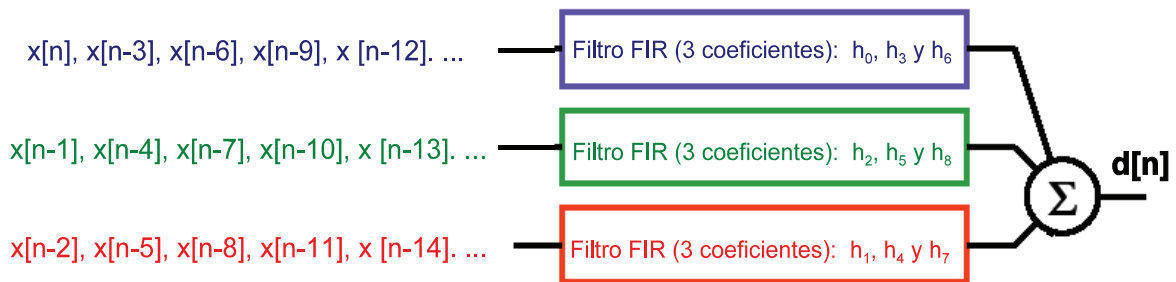 x[n], x[n-3], x[n-6], x[n-9], x [n-12]. ...
Filtro FIR (3 coeficientes): h₀, h₃ y h₆
x[n-1], x[n-4], x[n-7], x[n-10], x [n-13]. ...
Filtro FIR (3 coeficientes): h₂, h₅ y h₈
d[n]
Σ
x[n-2], x[n-5], x[n-8], x[n-11], x [n-14]. ...
Filtro FIR (3 coeficientes): h₁, h₄ y h₇